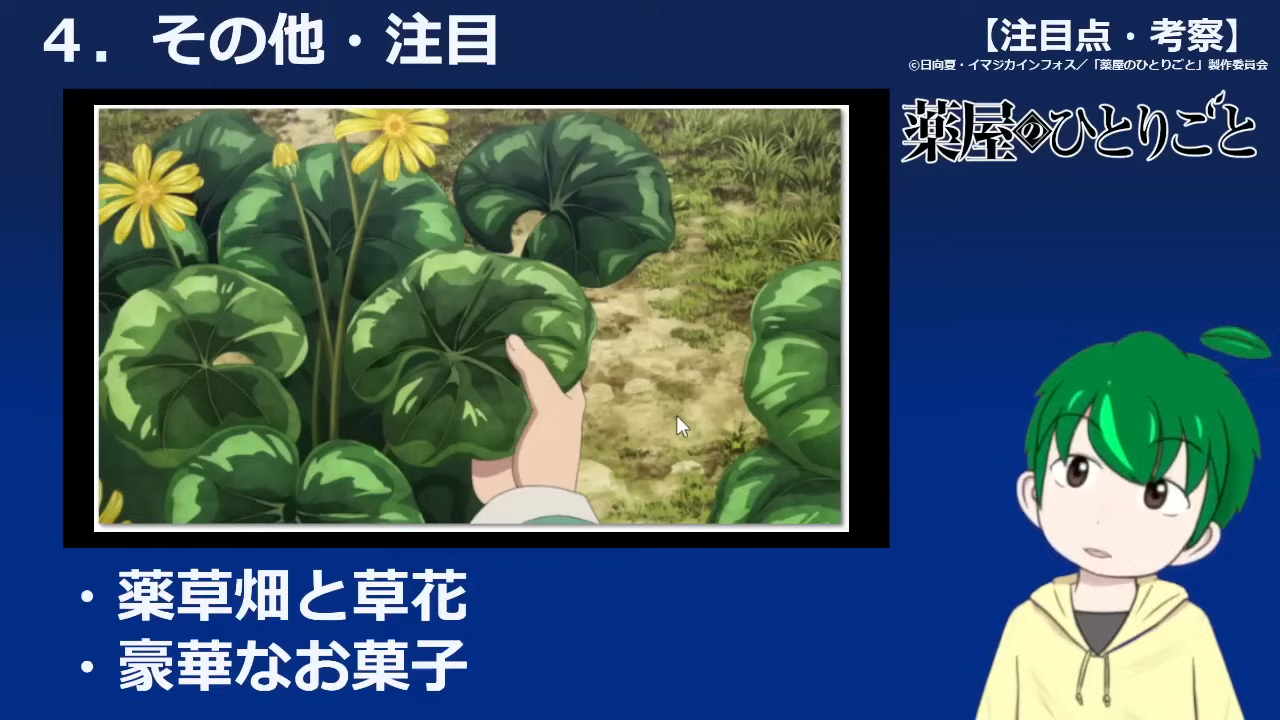 ４．その他・注目
【注目点・考察】
©日向夏・イマジカインフォス／「薬屋のひとりごと」製作委員会
薬屋のひとりごと
・薬草畑と草花
・豪華なお菓子